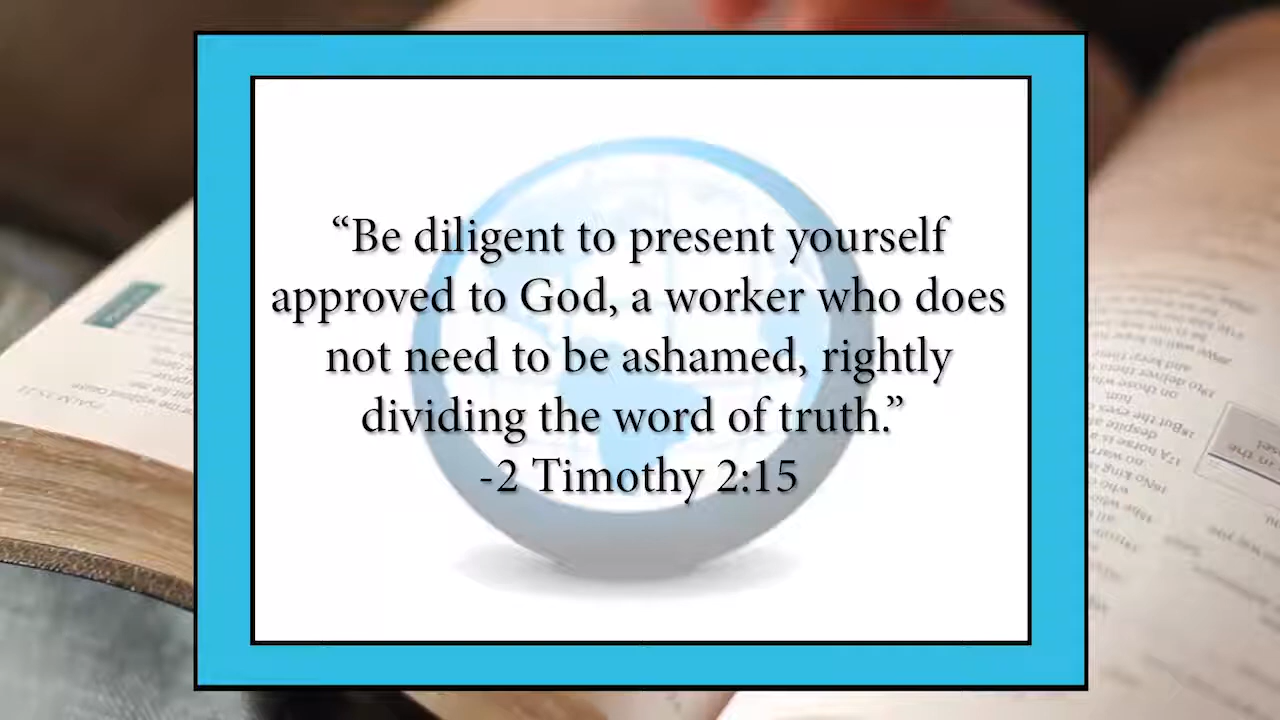 “Be diligent to present yourself
approved to God, a worker who does
not need to be ashamed, rightly
dividing the word of truth.”
-2 Timothy 2:15